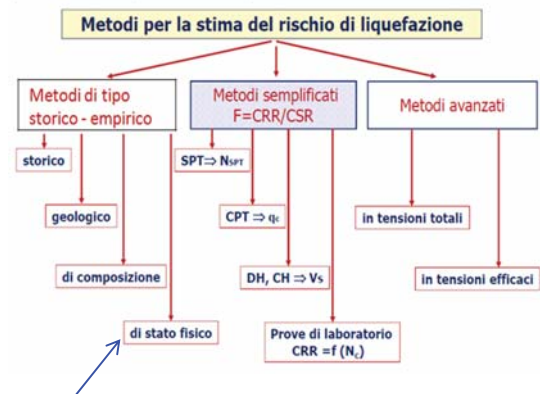 Metodi per la stima del rischio di liquefazione
Metodi di tipo
storico - empirico
Metodi semplificati
F=CRR/CSR
Metodi avanzati
storico
SPT⇒ NSPT
geologico
CPT ⇒ qc
in tensioni totali
di composizione
DH, CH ⇒ VS
in tensioni efficaci
di stato fisico
Prove di laboratorio
CRR =f (NC)